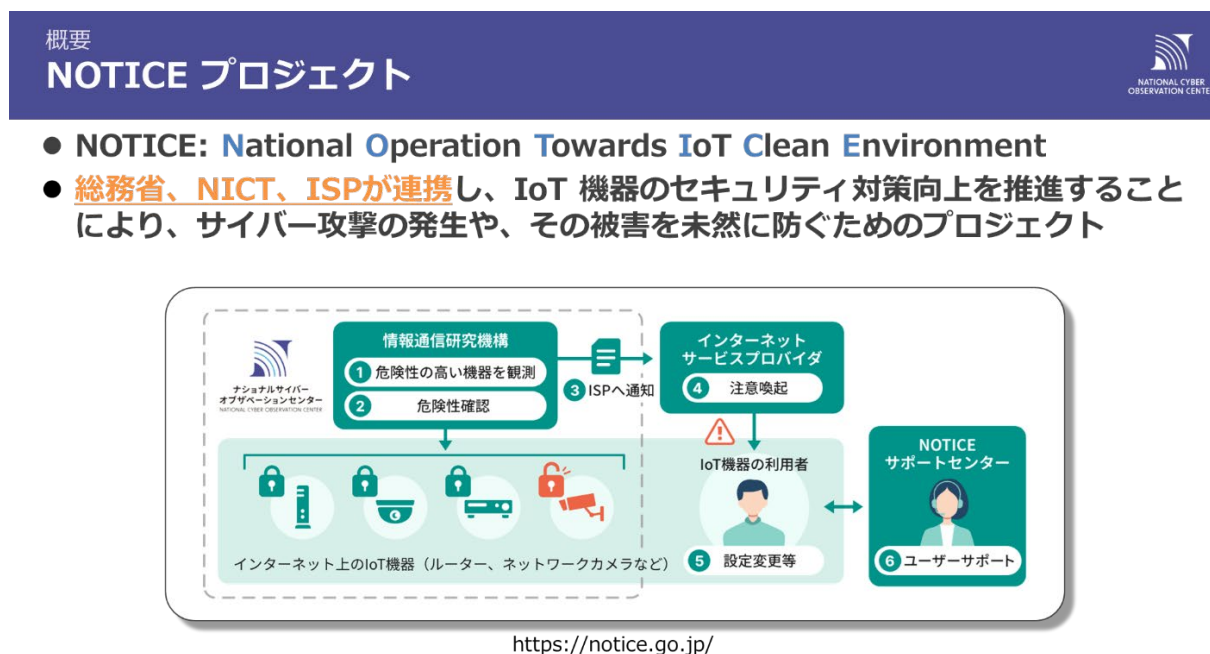 概要
NOTICE プロジェクト
NATIONAL CYBER
OBSERVATION CENTE
● NOTICE: National Operation Towards IoT Clean Environment
● 総務省、NICT、ISPが連携し、IoT 機器のセキュリティ対策向上を推進すること
により、サイバー攻撃の発生や、その被害を未然に防ぐためのプロジェクト
ナショナルサイバー
オブザベーションセンター
NATIONAL CYBER OBSERVATION CENTER
情報通信研究機構
1 危険性の高い機器を観測
2 危険性確認
3 ISPへ通知
インターネット
サービスプロバイダ
4 注意喚起
IoT機器の利用者
5 設定変更等
NOTICE
サポートセンター
6 ユーザーサポート
インターネット上のIoT機器（ルーター、ネットワークカメラなど）
https://notice.go.jp/